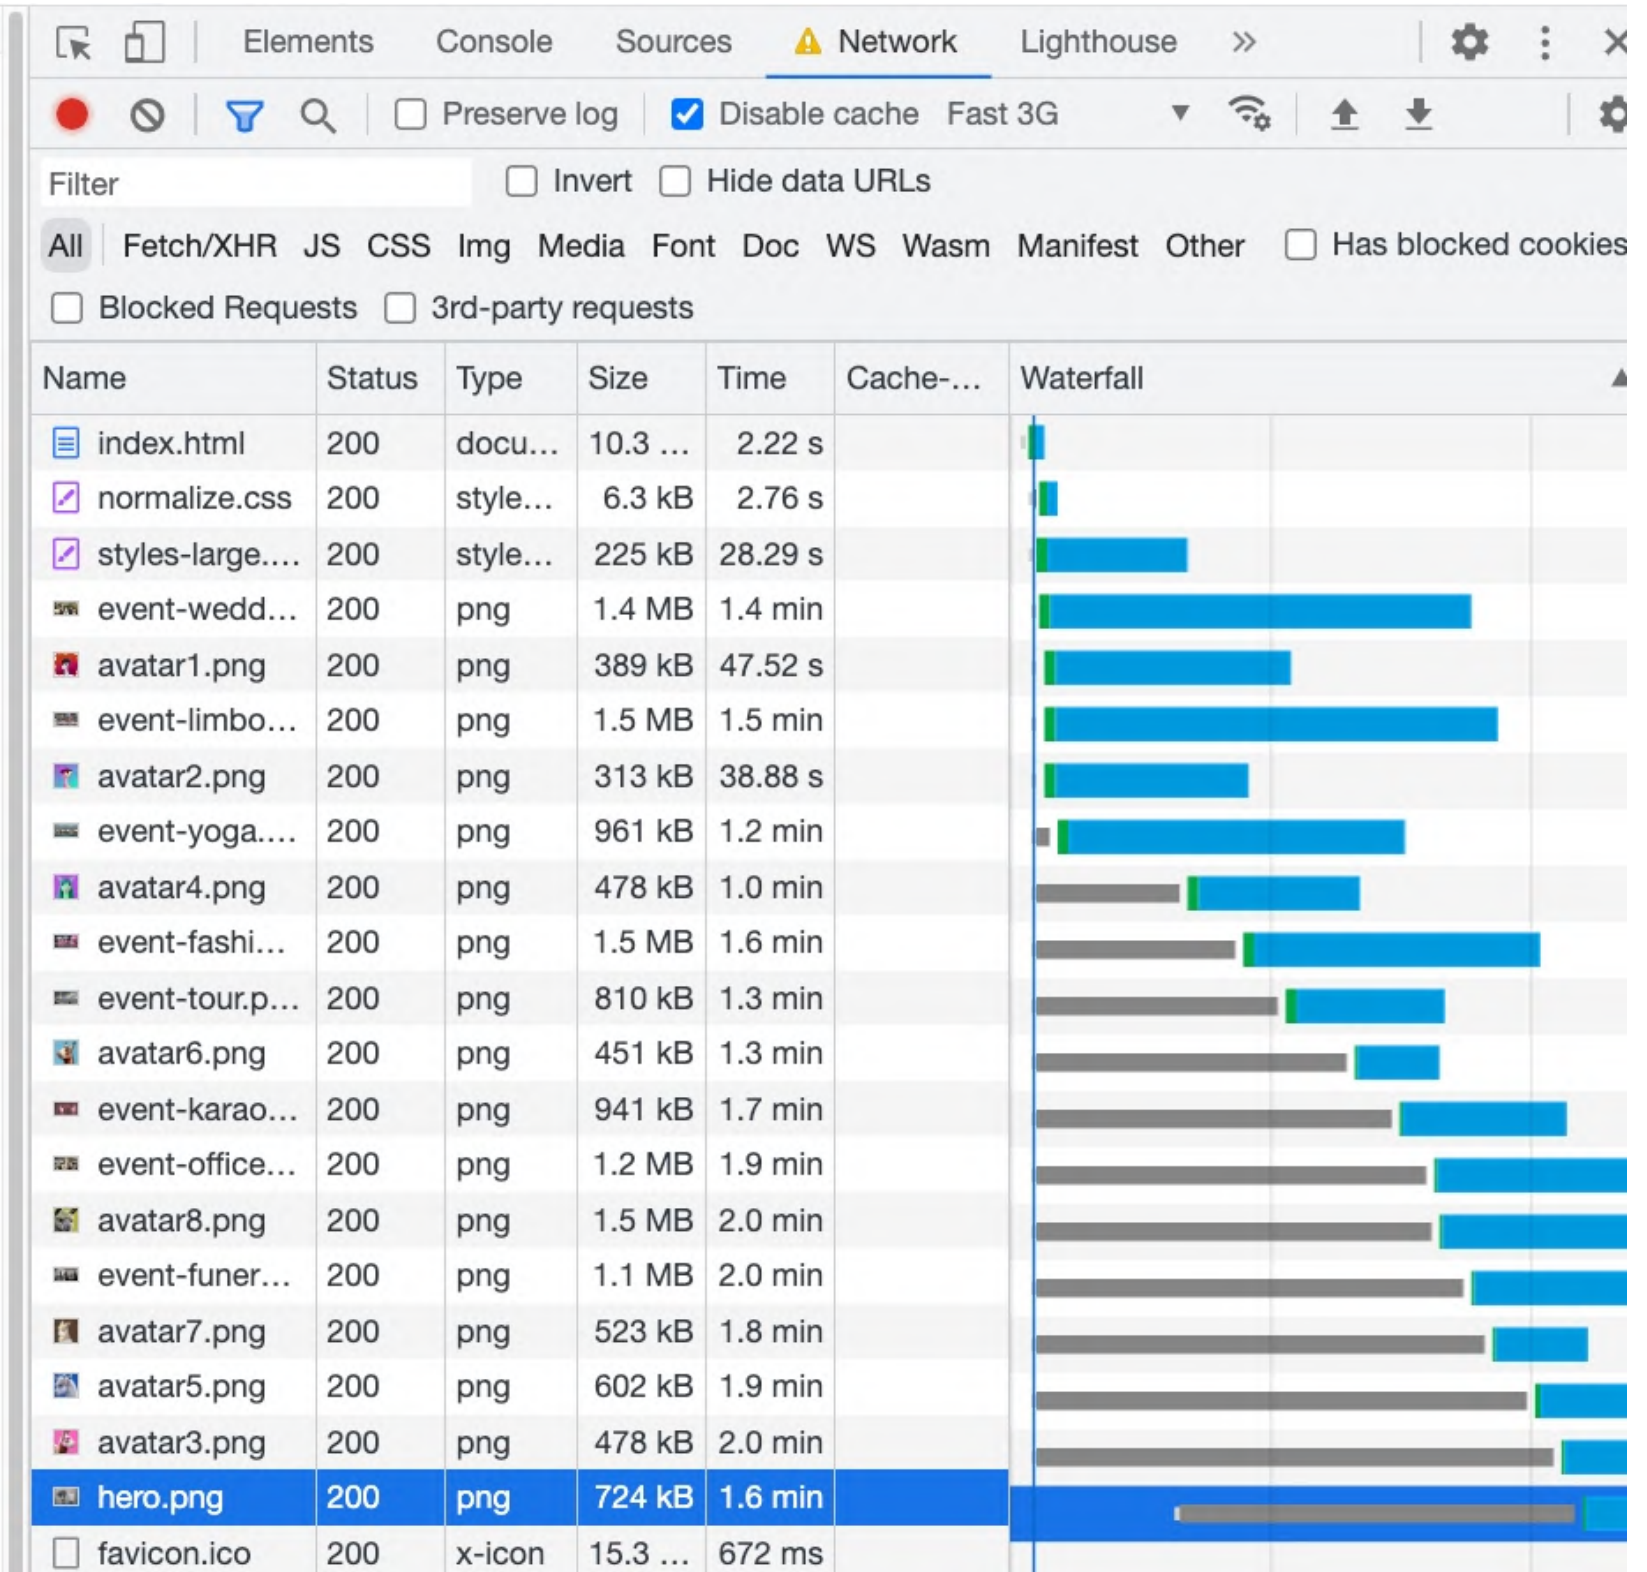 Elements Console Sources Network Lighthouse »
Preserve log Disable cache Fast 3G
Filter Invert Hide data URLs
All Fetch/XHR JS CSS Img Media Font Doc WS Wasm Manifest Other Has blocked cookies
Blocked Requests 3rd-party requests
Name Status Type Size Time Cache-... Waterfall
index.html 200 docu... 10.3 ... 2.22 s
normalize.css 200 style... 6.3 kB 2.76 s
styles-large.... 200 style... 225 kB 28.29 s
event-wedd... 200 png 1.4 MB 1.4 min
avatar1.png 200 png 389 kB 47.52 s
event-limbo... 200 png 1.5 MB 1.5 min
avatar2.png 200 png 313 kB 38.88 s
event-yoga.... 200 png 961 kB 1.2 min
avatar4.png 200 png 478 kB 1.0 min
event-fashi... 200 png 1.5 MB 1.6 min
event-tour.p... 200 png 810 kB 1.3 min
avatar6.png 200 png 451 kB 1.3 min
event-karao... 200 png 941 kB 1.7 min
event-office... 200 png 1.2 MB 1.9 min
avatar8.png 200 png 1.5 MB 2.0 min
event-funer... 200 png 1.1 MB 2.0 min
avatar7.png 200 png 523 kB 1.8 min
avatar5.png 200 png 602 kB 1.9 min
avatar3.png 200 png 478 kB 2.0 min
hero.png 200 png 724 kB 1.6 min
favicon.ico 200 x-icon 15.3 ... 672 ms